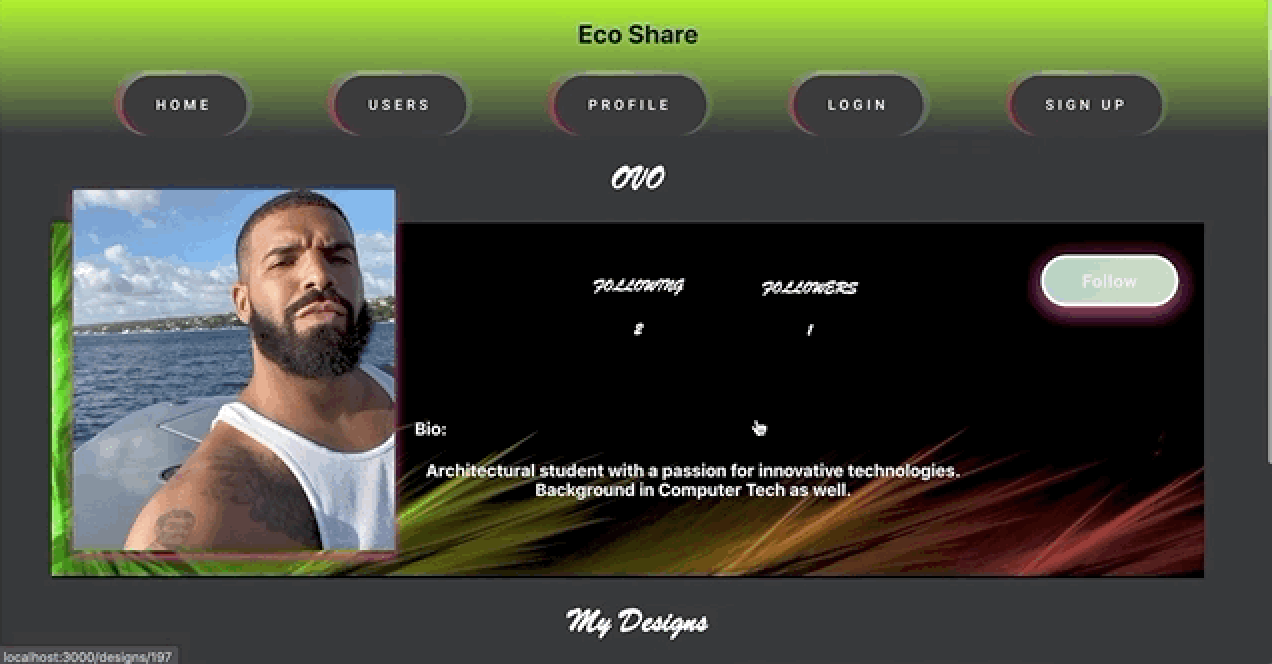 Eco Share
HOME USERS PROFILE LOGIN SIGN UP
OVO
FOLLOWING FOLLOWERS
2 1
Follow
Bio:
Architectural student with a passion for innovative technologies.
Background in Computer Tech as well.
My Designs
localhost:3000/designs/197